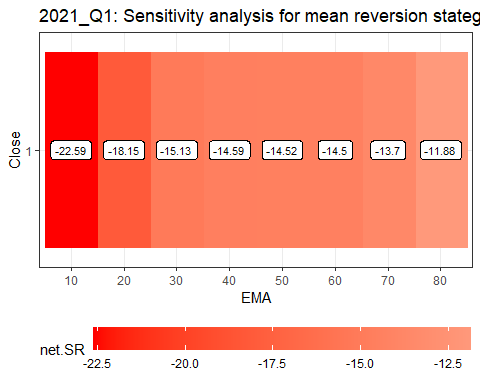 2021_Q1: Sensitivity analysis for mean reversion stateg
Close
1
-22.59 -18.15 -15.13 -14.59 -14.52 -14.5 -13.7 -11.88
10 20 30 40 50 60 70 80
EMA
net.SR
-22.5 -20.0 -17.5 -15.0 -12.5